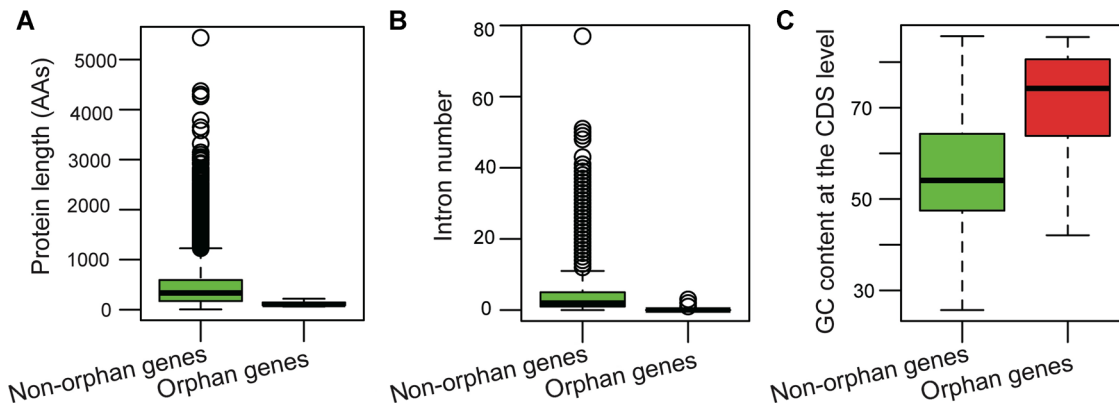 A
Protein length (AAs)
5000
4000
3000
2000
1000
0
Non-orphan genes
Orphan genes
B
Intron number
80
60
40
20
0
Non-orphan genes
Orphan genes
C
GC content at the CDS level
70
50
30
Non-orphan genes
Orphan genes